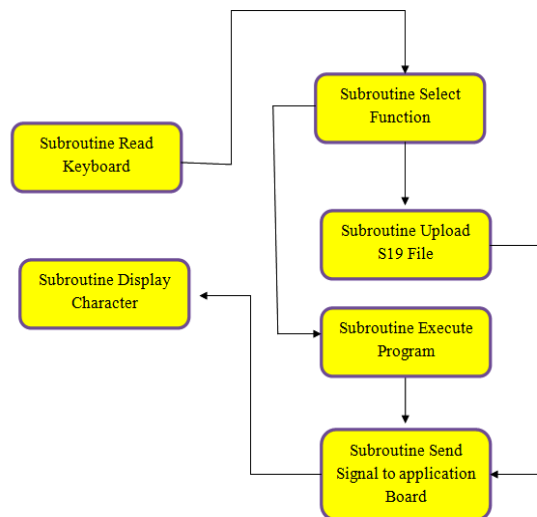 Subroutine Select
Function
Subroutine Read
Keyboard
Subroutine Upload
S19 File
Subroutine Display
Character
Subroutine Execute
Program
Subroutine Send
Signal to application
Board